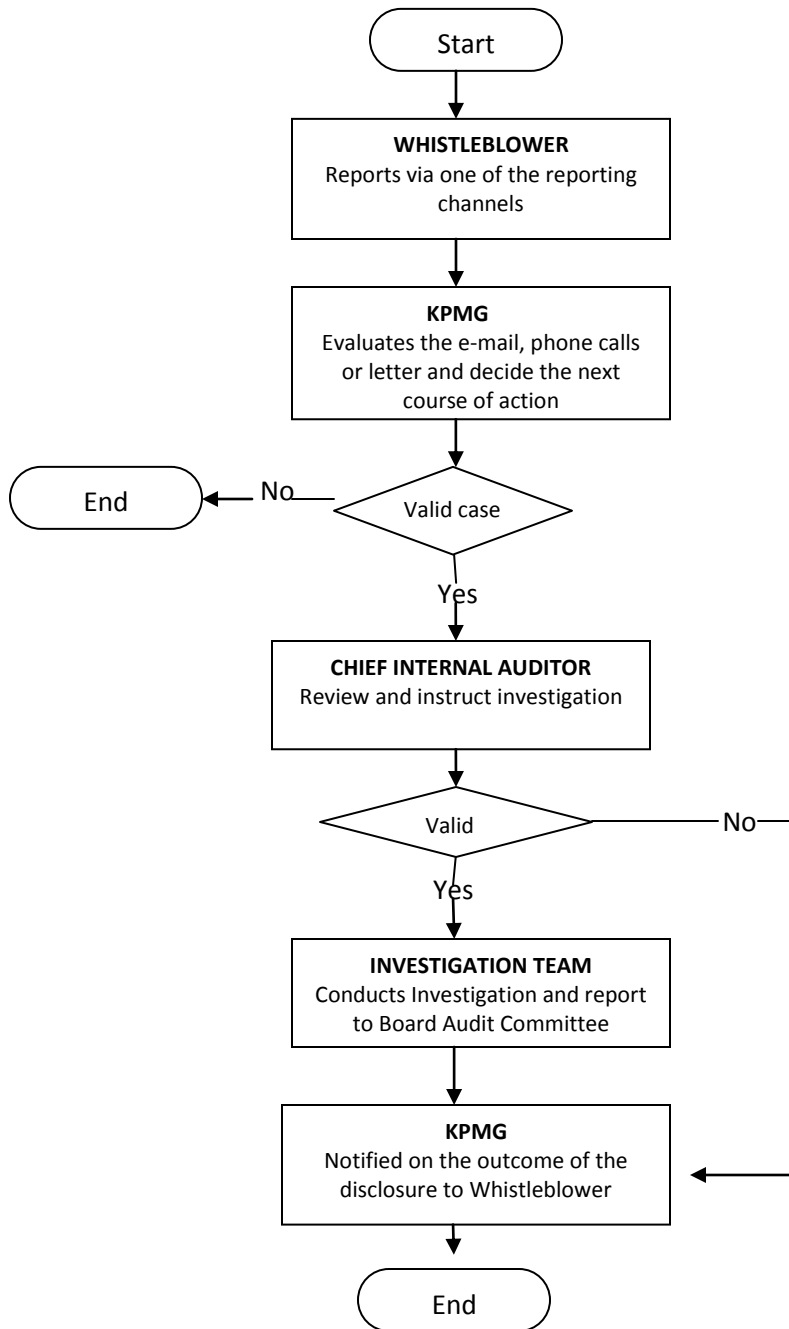 Start
WHISTLEBLOWER
Reports via one of the reporting
channels
KPMG
Evaluates the e-mail, phone calls
or letter and decide the next
course of action
End
No
Valid case
Yes
CHIEF INTERNAL AUDITOR
Review and instruct investigation
Valid
No
Yes
INVESTIGATION TEAM
Conducts Investigation and report
to Board Audit Committee
KPMG
Notified on the outcome of the
disclosure to Whistleblower
End